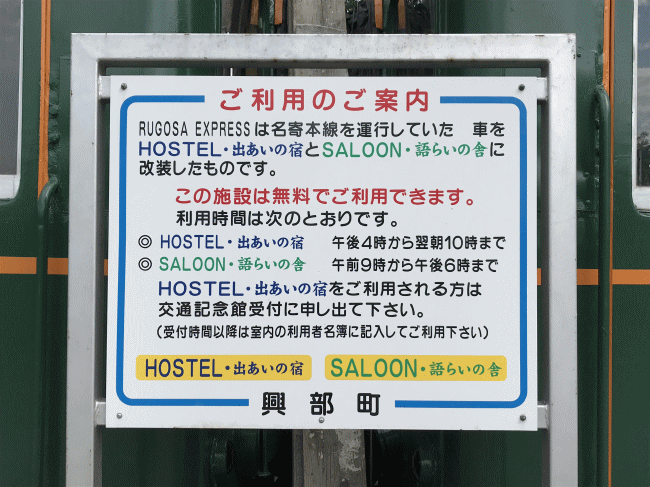 ご利用のご案内
RUGOSA EXPRESSは名寄本線を運行していた　車を
HOSTEL・出あいの宿とSALOON・語らいの舎に
改装したものです。
この施設は無料でご利用できます。
利用時間は次のとおりです。
◎ HOSTEL・出あいの宿　午後4時から翌朝10時まで
◎ SALOON・語らいの舎　午前9時から午後6時まで
HOSTEL・出あいの宿をご利用される方は
交通記念館受付に申し出て下さい。
（受付時間以降は室内の利用者名簿に記入してご利用下さい）
HOSTEL・出あいの宿　SALOON・語らいの舎
興部町